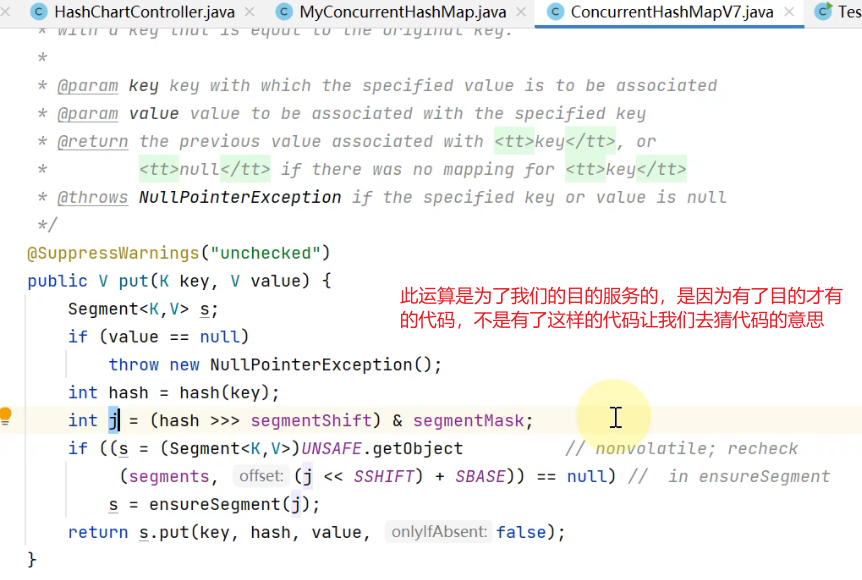 HashChartController.java × MyConcurrentHashMap.java × ConcurrentHashMapV7.java × Tes
* with a key that is equal to the original key.
*
* @param key key with which the specified value is to be associated
* @param value value to be associated with the specified key
* @return the previous value associated with <tt>key</tt>, or
* <tt>null</tt> if there was no mapping for <tt>key</tt>
* @throws NullPointerException if the specified key or value is null
*/
@SuppressWarnings("unchecked")
public V put(K key, V value) {
此运算是为了我们的目的服务的，是因为有了目的才有
Segment<K,V> s;
的代码，不是有了这样的代码让我们去猜代码的意思
if (value == null)
throw new NullPointerException();
int hash = hash(key);
int j = (hash >>> segmentShift) & segmentMask;
if ((s = (Segment<K,V>)UNSAFE.getObject // nonvolatile; recheck
(segments, offset: (j << SSHIFT) + SBASE)) == null) // in ensureSegment
s = ensureSegment(j);
return s.put(key, hash, value, onlyIfAbsent: false);
}